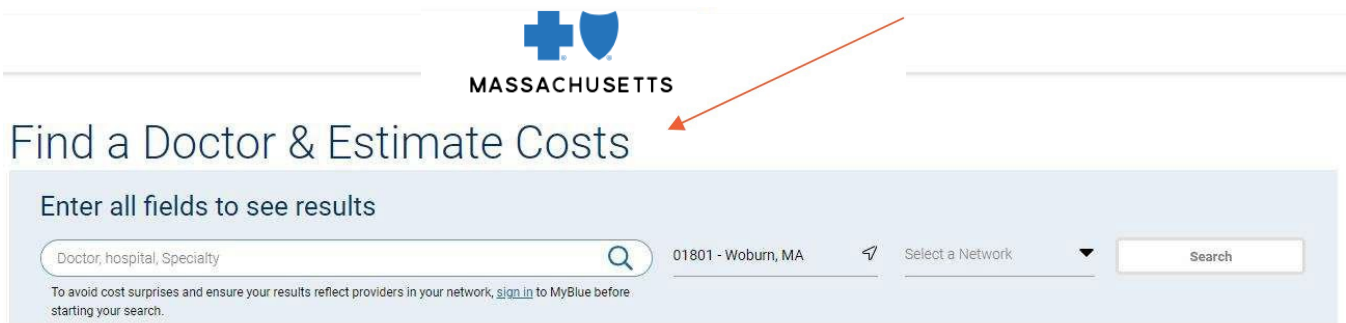 MASSACHUSETTS
Find a Doctor & Estimate Costs
Enter all fields to see results
Doctor, hospital, Specialty
01801 - Woburn, MA
Select a Network
Search
To avoid cost surprises and ensure your results reflect providers in your network, sign in to MyBlue before
starting your search.